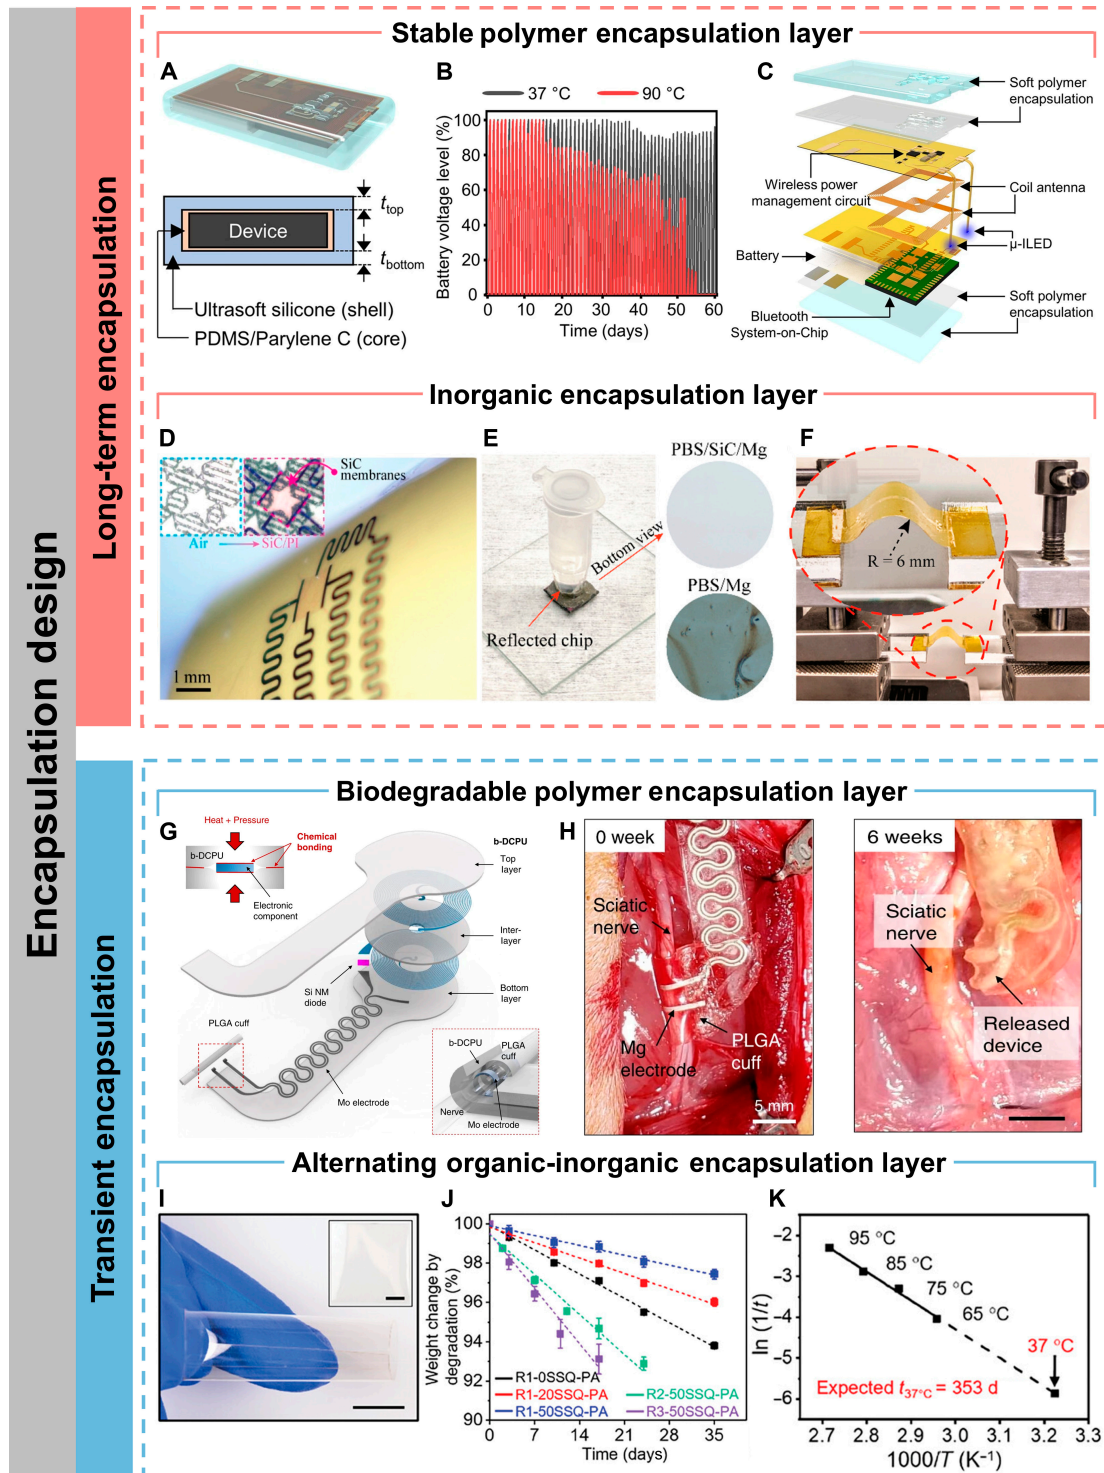 Encapsulation design
Long-term encapsulation
Stable polymer encapsulation layer
A
Device
t top
t bottom
Ultrasoft silicone (shell)
PDMS/Parylene C (core)
B
37 °C
90 °C
Battery voltage level (%)
100
80
60
40
20
0
0
10
20
30
40
50
60
Time (days)
C
Soft polymer
encapsulation
Wireless power
management circuit
Coil antenna
μ-ILED
Battery
Bluetooth
System-on-Chip
Soft polymer
encapsulation
Inorganic encapsulation layer
D
SiC
membranes
Air
SiC/PI
1 mm
E
Bottom view
Reflected chip
PBS/SiC/Mg
PBS/Mg
F
R = 6 mm
Transient encapsulation
Biodegradable polymer encapsulation layer
G
Heat + Pressure
b-DCPU
Chemical
bonding
Electronic
component
b-DCPU
Top
layer
Inter-
layer
Bottom
layer
Si NM
diode
PLGA cuff
Mo electrode
b-DCPU
PLGA
cuff
Nerve
Mo electrode
H
0 week
Sciatic
nerve
Mg
electrode
PLGA
cuff
5 mm
6 weeks
Sciatic
nerve
Released
device
Alternating organic-inorganic encapsulation layer
I
J
Weight change by
degradation (%)
100
98
96
94
92
90
R1-0SSQ-PA
R1-20SSQ-PA
R1-50SSQ-PA
R2-50SSQ-PA
R3-50SSQ-PA
0
7
14
21
28
35
Time (days)
K
ln (1/t)
−2
−3
−4
−5
−6
95 °C
85 °C
75 °C
65 °C
37 °C
Expected t37°C = 353 d
2.7
2.8
2.9
3.0
3.1
3.2
3.3
1000/T (K⁻¹)